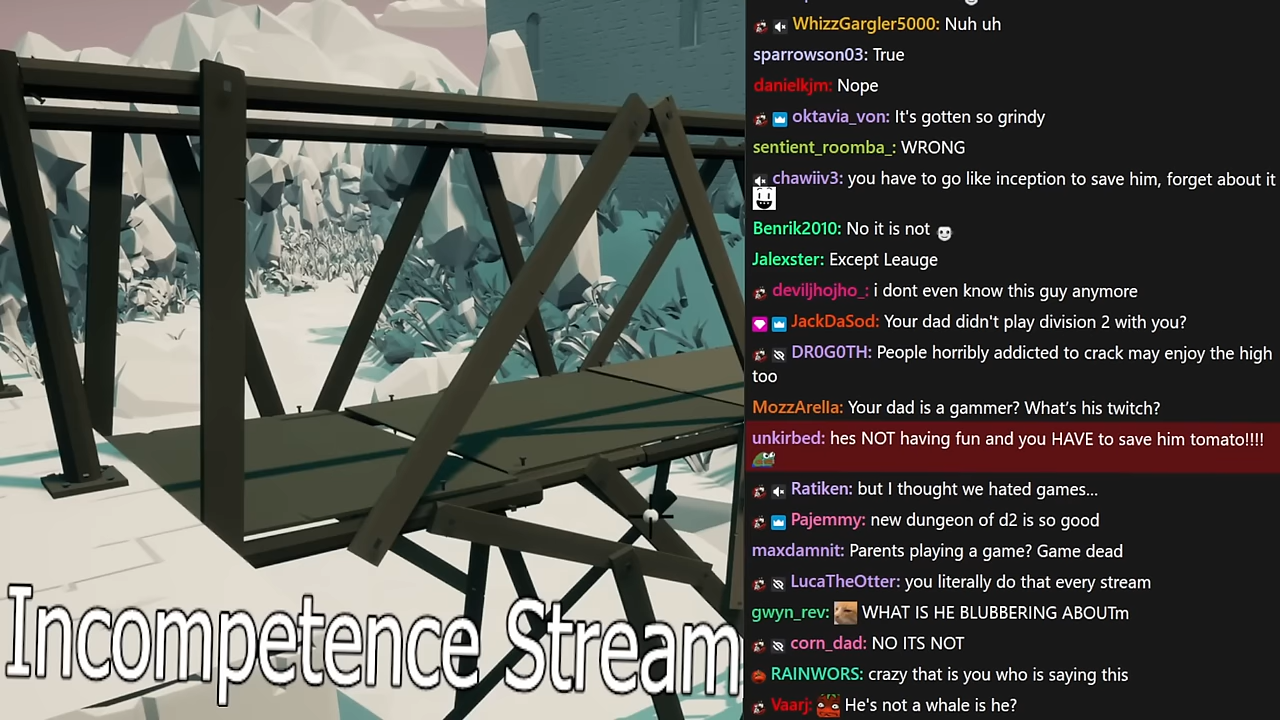 WhizzGargler5000: Nuh uh
sparrowson03: True
danielkjm: Nope
oktavia_von: It's gotten so grindy
sentient_roomba_: WRONG
chawiiv3: you have to go like inception to save him, forget about it
Benrik2010: No it is not
Jalexster: Except Leauge
deviljhojho_: i dont even know this guy anymore
JackDaSod: Your dad didn't play division 2 with you?
DR0G0TH: People horribly addicted to crack may enjoy the high
too
MozzArella: Your dad is a gammer? What's his twitch?
unkirbed: hes NOT having fun and you HAVE to save him tomato!!!!
Ratiken: but I thought we hated games...
Pajemmy: new dungeon of d2 is so good
maxdamnit: Parents playing a game? Game dead
LucaTheOtter: you literally do that every stream
gwyn_rev: WHAT IS HE BLUBBERING ABOUTm
corn_dad: NO ITS NOT
RAINWORS: crazy that is you who is saying this
Vaarj: He's not a whale is he?
Incompetence Stream